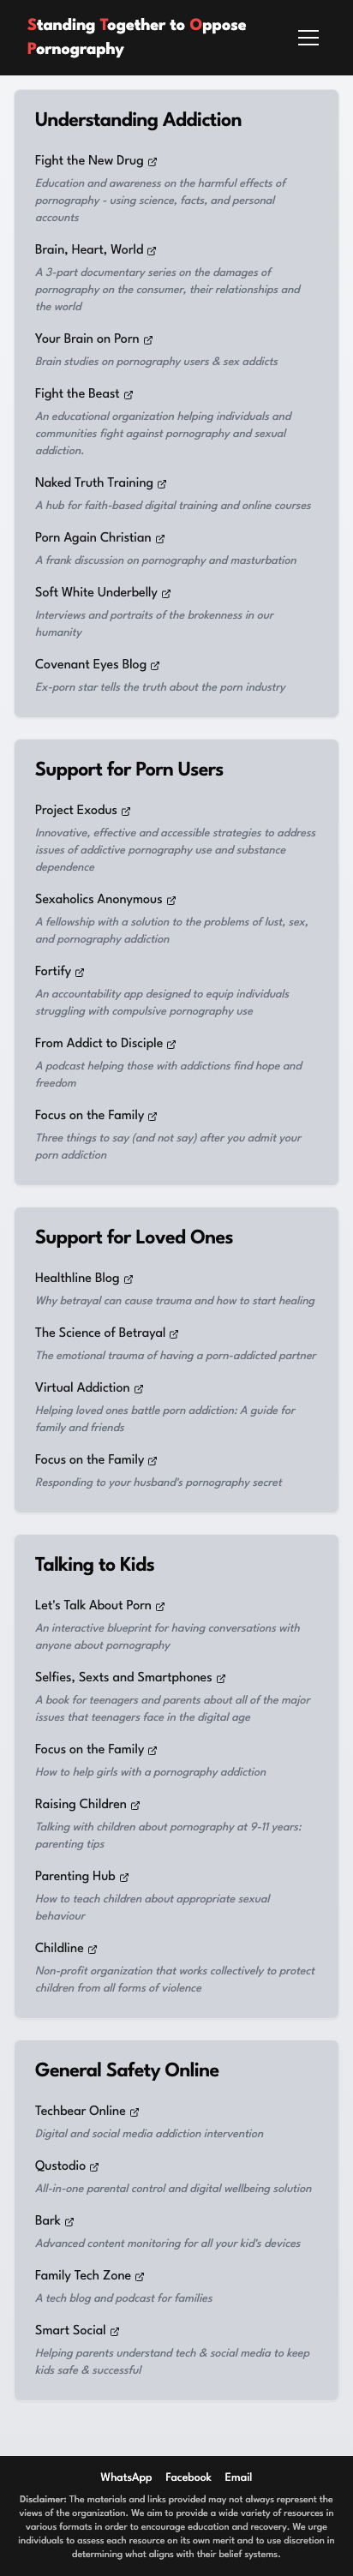 Standing Together to Oppose
Pornography
Understanding Addiction
Fight the New Drug
Education and awareness on the harmful effects of
pornography - using science, facts, and personal
accounts
Brain, Heart, World
A 3-part documentary series on the damages of
pornography on the consumer, their relationships and
the world
Your Brain on Porn
Brain studies on pornography users & sex addicts
Fight the Beast
An educational organization helping individuals and
communities fight against pornography and sexual
addiction.
Naked Truth Training
A hub for faith-based digital training and online courses
Porn Again Christian
A frank discussion on pornography and masturbation
Soft White Underbelly
Interviews and portraits of the brokenness in our
humanity
Covenant Eyes Blog
Ex-porn star tells the truth about the porn industry
Support for Porn Users
Project Exodus
Innovative, effective and accessible strategies to address
issues of addictive pornography use and substance
dependence
Sexaholics Anonymous
A fellowship with a solution to the problems of lust, sex,
and pornography addiction
Fortify
An accountability app designed to equip individuals
struggling with compulsive pornography use
From Addict to Disciple
A podcast helping those with addictions find hope and
freedom
Focus on the Family
Three things to say (and not say) after you admit your
porn addiction
Support for Loved Ones
Healthline Blog
Why betrayal can cause trauma and how to start healing
The Science of Betrayal
The emotional trauma of having a porn-addicted partner
Virtual Addiction
Helping loved ones battle porn addiction: A guide for
family and friends
Focus on the Family
Responding to your husband's pornography secret
Talking to Kids
Let's Talk About Porn
An interactive blueprint for having conversations with
anyone about pornography
Selfies, Sexts and Smartphones
A book for teenagers and parents about all of the major
issues that teenagers face in the digital age
Focus on the Family
How to help girls with a pornography addiction
Raising Children
Talking with children about pornography at 9-11 years:
parenting tips
Parenting Hub
How to teach children about appropriate sexual
behaviour
Childline
Non-profit organization that works collectively to protect
children from all forms of violence
General Safety Online
Techbear Online
Digital and social media addiction intervention
Qustodio
All-in-one parental control and digital wellbeing solution
Bark
Advanced content monitoring for all your kid's devices
Family Tech Zone
A tech blog and podcast for families
Smart Social
Helping parents understand tech & social media to keep
kids safe & successful
WhatsApp Facebook Email
Disclaimer: The materials and links provided may not always represent the
views of the organization. We aim to provide a wide variety of resources in
various formats in order to encourage education and recovery. We urge
individuals to assess each resource on its own merit and to use discretion in
determining what aligns with their belief systems.